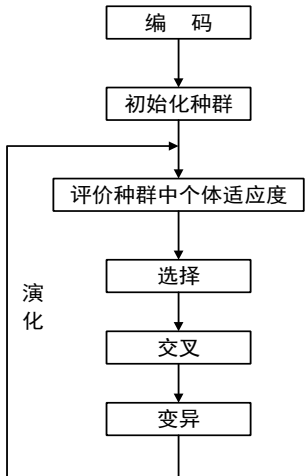 编 码
初始化种群
评价种群中个体适应度
选择
演
化
交叉
变异